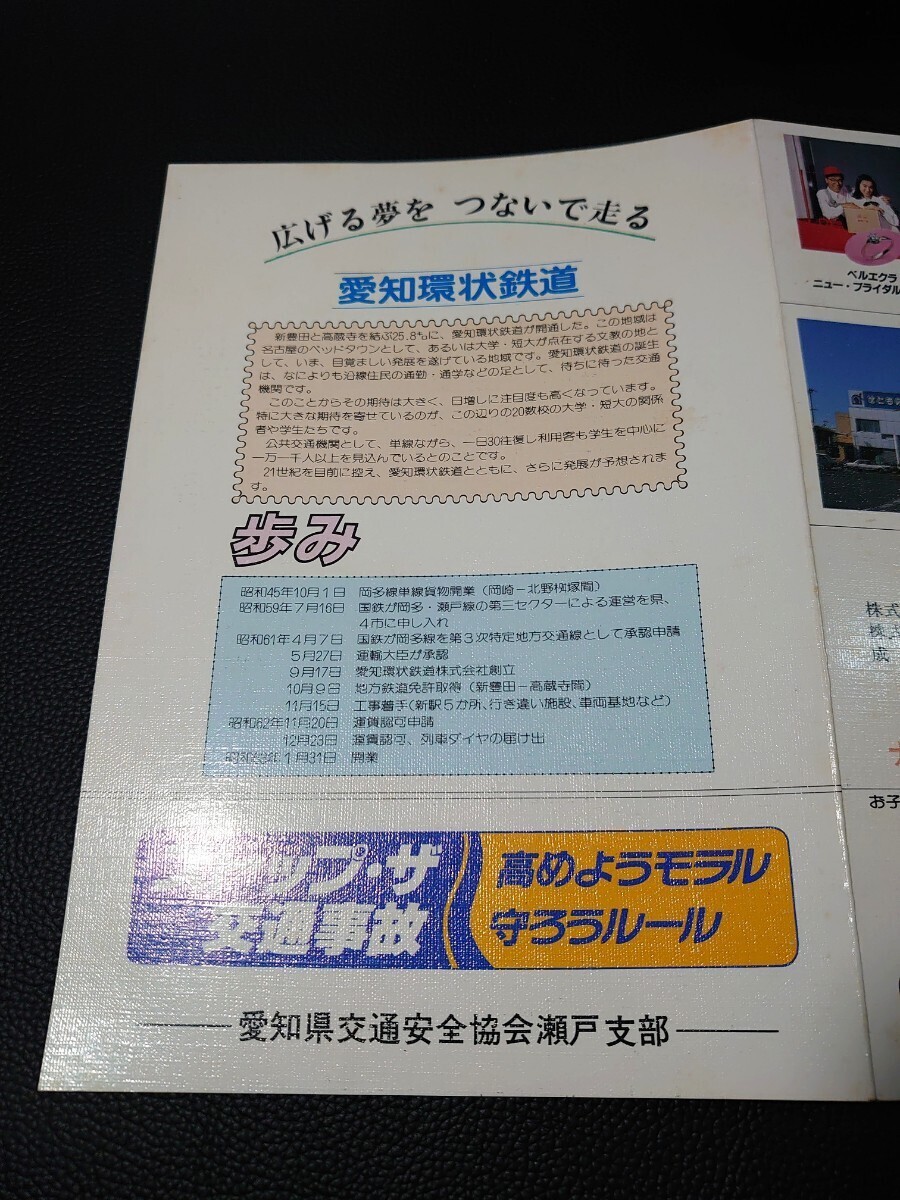 広げる夢を つないで走る
愛知環状鉄道
新豊田と高蔵寺を結ぶ25.8㌔に、愛知環状鉄道が開通した。この地域は
名古屋のベッドタウンとして、あるいは大学・短大が点在する文教の地と
して、いま、目覚ましい発展を遂げている地域です。愛知環状鉄道の誕生
は、なによりも沿線住民の通勤・通学などの足として、待ちに待った交通
機関です。
このことからその期待は大きく、日増しに注目度も高くなっています。
特に大きな期待を寄せているのが、この辺りの20数校の大学・短大の関係
者や学生たちです。
公共交通機関として、単線ながら、一日30往復し利用客も学生を中心に
一万一千人以上を見込んでいるとのことです。
21世紀を目前に控え、愛知環状鉄道とともに、さらに発展が予想されま
す。
歩み
昭和45年10月1日 岡多線単線貨物開業（岡崎－北野桝塚間）
昭和59年7月16日 国鉄が岡多・瀬戸線の第三セクターによる運営を県、
4市に申し入れ
昭和61年4月7日 国鉄が岡多線を第3次特定地方交通線として承認申請
5月27日 運輸大臣が承認
9月17日 愛知環状鉄道株式会社創立
10月9日 地方鉄道免許取得（新豊田－高蔵寺間）
11月15日 工事着手（新駅5か所、行き違い施設、車両基地など）
昭和62年11月20日 運賃認可申請
12月23日 運賃認可、列車ダイヤの届け出
昭和63年1月31日 開業
ストップ・ザ
交通事故
高めようモラル
守ろうルール
愛知県交通安全協会瀬戸支部
ベルエクラ
ニュー・ブライダル
株式
成
お子